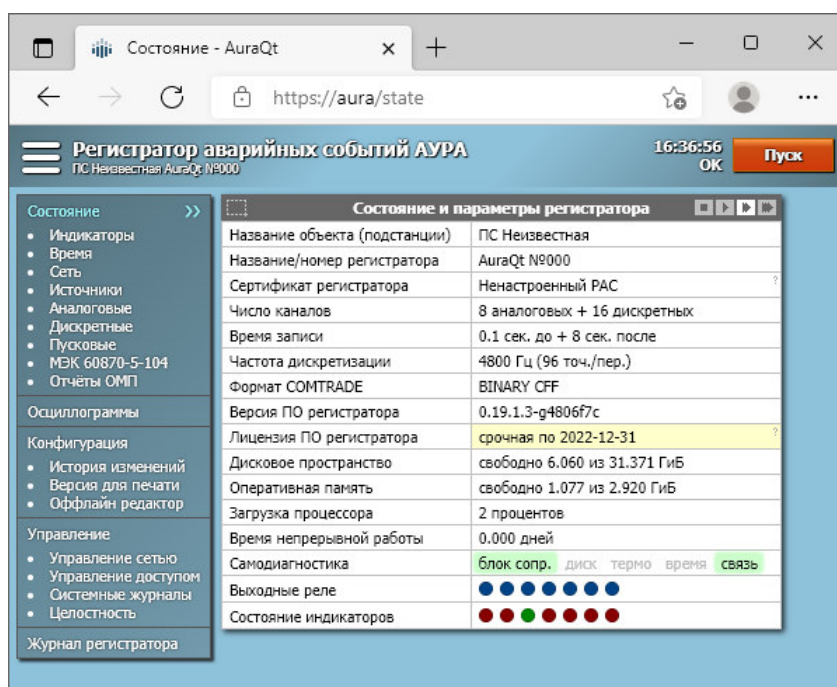 Состояние - AuraQt
https://aura/state
Регистратор аварийных событий АУРА
ПС Неизвестная AuraQt №000
16:36:56
OK
Пуск
Состояние >>
Индикаторы
Время
Сеть
Источники
Аналоговые
Дискретные
Пусковые
МЭК 60870-5-104
Отчёты ОМП
Осциллограммы
Конфигурация
История изменений
Версия для печати
Оффлайн редактор
Управление
Управление сетью
Управление доступом
Системные журналы
Целостность
Журнал регистратора
Состояние и параметры регистратора
Название объекта (подстанции) ПС Неизвестная
Название/номер регистратора AuraQt №000
Сертификат регистратора Ненастроенный РАС ?
Число каналов 8 аналоговых + 16 дискретных
Время записи 0.1 сек. до + 8 сек. после
Частота дискретизации 4800 Гц (96 точ./пер.)
Формат COMTRADE BINARY CFF
Версия ПО регистратора 0.19.1.3-g4806f7c
Лицензия ПО регистратора срочная по 2022-12-31 ?
Дисковое пространство свободно 6.060 из 31.371 ГиБ
Оперативная память свободно 1.077 из 2.920 ГиБ
Загрузка процессора 2 процентов
Время непрерывной работы 0.000 дней
Самодиагностика блок сопр. диск термо время связь
Выходные реле
Состояние индикаторов